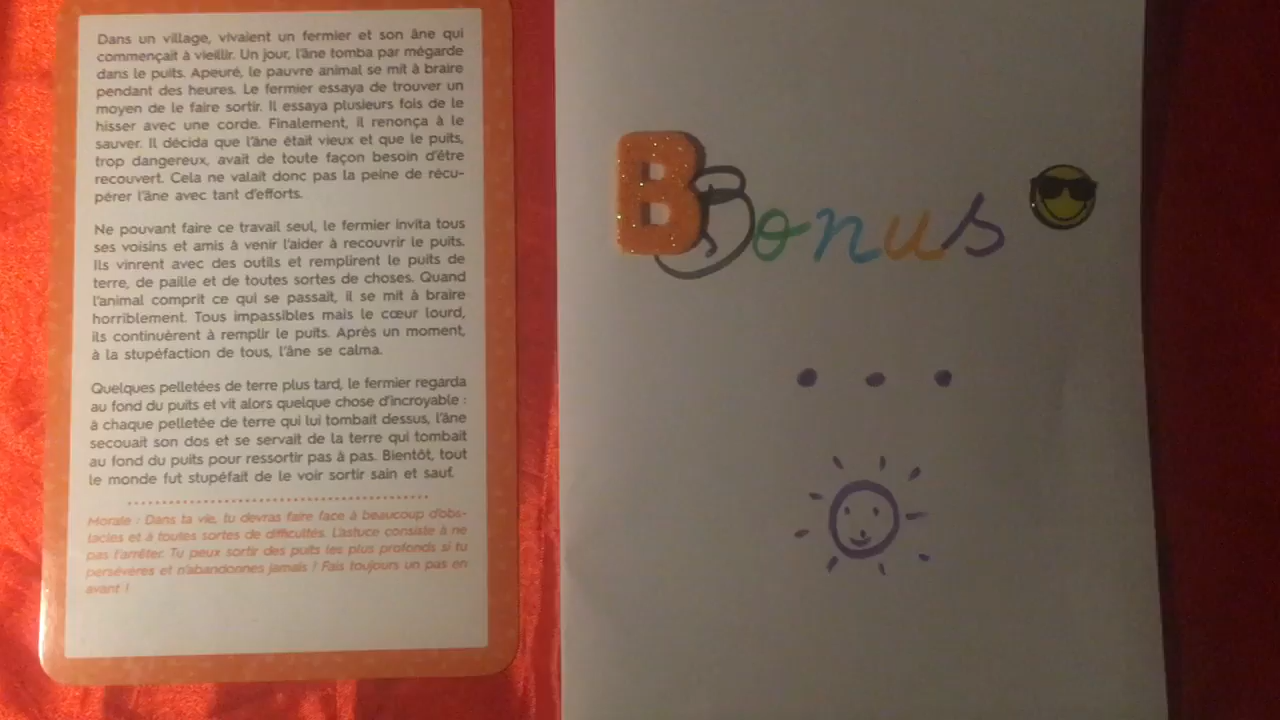 Dans un village, vivaient un fermier et son âne qui
commençait à vieillir. Un jour, l'âne tomba par mégarde
dans le puits. Apeuré, le pauvre animal se mit à braire
pendant des heures. Le fermier essaya de trouver un
moyen de le faire sortir. Il essaya plusieurs fois de le
hisser avec une corde. Finalement, il renonça à le
sauver. Il décida que l'âne était vieux et que le puits,
trop dangereux, avait de toute façon besoin d'être
recouvert. Cela ne valait donc pas la peine de récu-
pérer l'âne avec tant d'efforts.
Ne pouvant faire ce travail seul, le fermier invita tous
ses voisins et amis à venir l'aider à recouvrir le puits.
Ils vinrent avec des outils et remplirent le puits de
terre, de paille et de toutes sortes de choses. Quand
l'animal comprit ce qui se passait, il se mit à braire
horriblement. Tous impassibles mais le cœur lourd,
ils continuèrent à remplir le puits. Après un moment,
à la stupéfaction de tous, l'âne se calma.
Quelques pelletées de terre plus tard, le fermier regarda
au fond du puits et vit alors quelque chose d'incroyable :
à chaque pelletée de terre qui lui tombait dessus, l'âne
secouait son dos et se servait de la terre qui tombait
au fond du puits pour ressortir pas à pas. Bientôt, tout
le monde fut stupéfait de le voir sortir sain et sauf.
Morale : Dans ta vie, tu devras faire face à beaucoup d'obs-
tacles et à toutes sortes de difficultés. L'astuce consiste à ne
pas t'arrêter. Tu peux sortir des puits les plus profonds si tu
persévères et n'abandonnes jamais ! Fais toujours un pas en
avant !
B Bonus
...